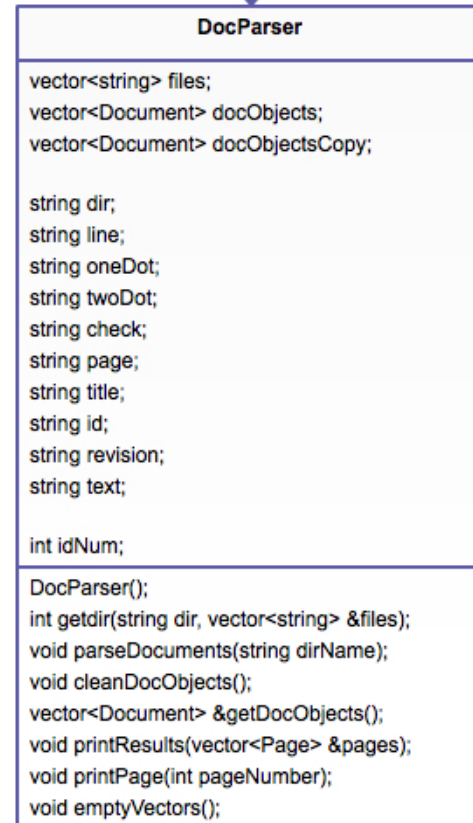 DocParser
vector<string> files;
vector<Document> docObjects;
vector<Document> docObjectsCopy;
string dir;
string line;
string oneDot;
string twoDot;
string check;
string page;
string title;
string id;
string revision;
string text;
int idNum;
DocParser();
int getdir(string dir, vector<string> &files);
void parseDocuments(string dirName);
void cleanDocObjects();
vector<Document> &getDocObjects();
void printResults(vector<Page> &pages);
void printPage(int pageNumber);
void emptyVectors();